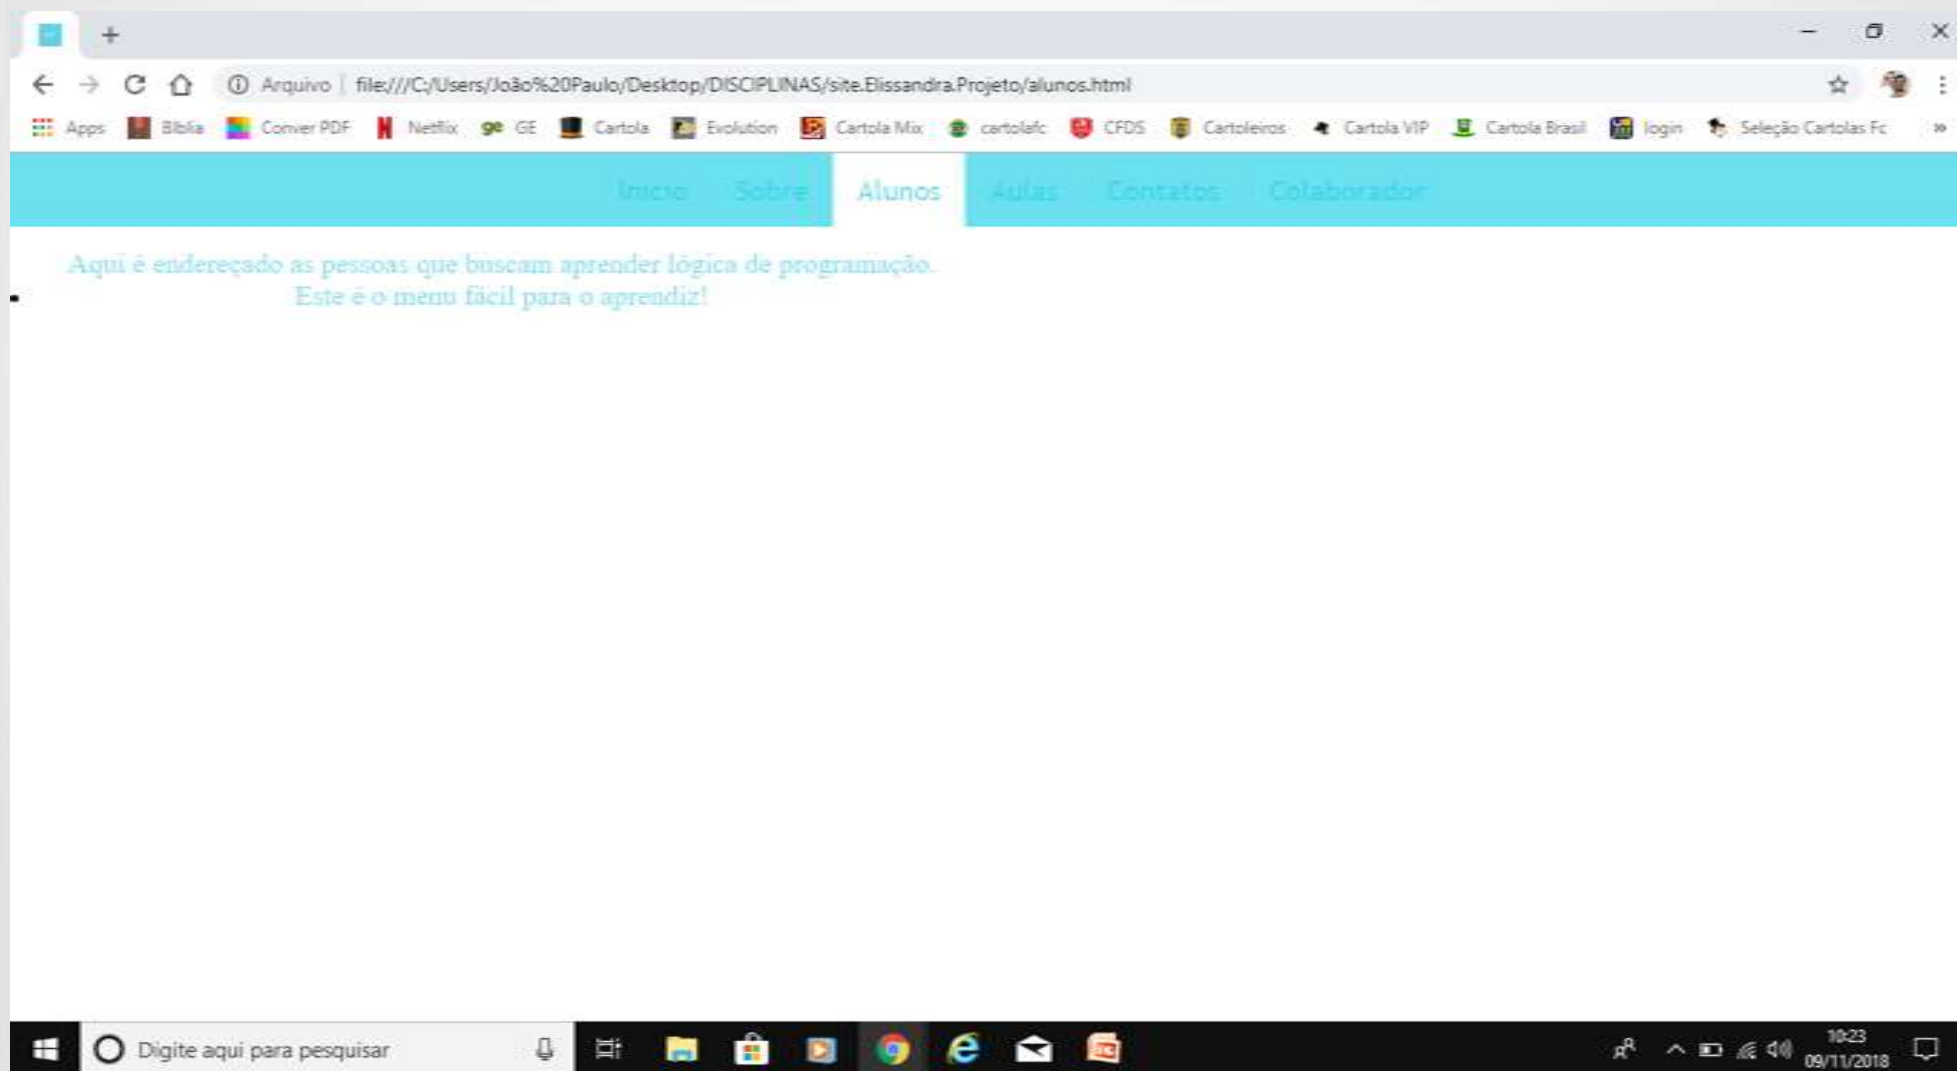 Arquivo | file:///C:/Users/João%20Paulo/Desktop/DISCIPLINAS/site.Elissandra.Projeto/alunos.html
Apps Bíblia Conver PDF Netflix GE Cartola Evolution Cartola Mix cartolafc CFDS Cartoleiros Cartola VIP Cartola Brasil login Seleção Cartolas Fc »
Inicio Sobre Alunos Aulas Contatos Colaborador
Aqui é endereçado as pessoas que buscam aprender lógica de programação.
Este é o menu fácil para o aprendiz!
Digite aqui para pesquisar
10:23
09/11/2018